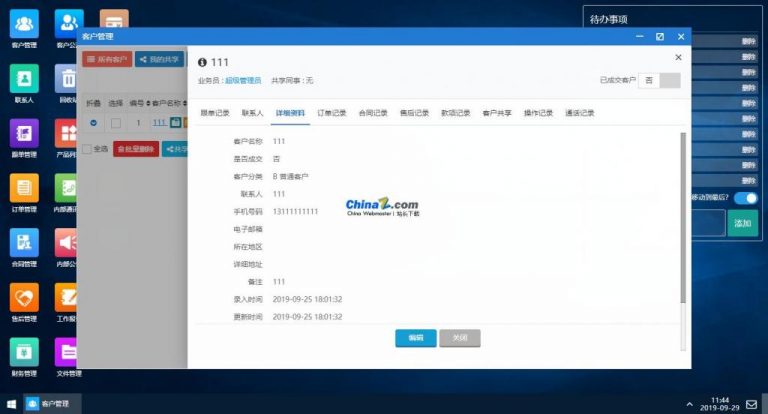 待办事项
客户管理
客户公
客户管理
所有客户
我的共享
111
业务员 : 超级管理员
共享同事 : 无
已成交客户
否
删除
删除
删除
删除
删除
删除
删除
删除
删除
删除
移动到最后?
添加
联系人
回收站
折叠
选择
编号
客户名称
1
111
全选
批量删除
共享
跟单记录
联系人
详细资料
订单记录
合同记录
售后记录
款项记录
客户共享
操作记录
通话记录
客户名称 111
是否成交 否
客户分类 B 普通客户
联系人 111
手机号码 13111111111
电子邮箱
所在地区
详细地址
备注 111
录入时间 2019-09-25 18:01:32
更新时间 2019-09-25 18:01:32
ChinaZ.com
China Webmaster | 站长下载
编辑
关闭
跟单管理
产品列
订单管理
内部通讯
合同管理
内部公
售后管理
工作报
财务管理
文件管理
客户管理
11:44
2019-09-29